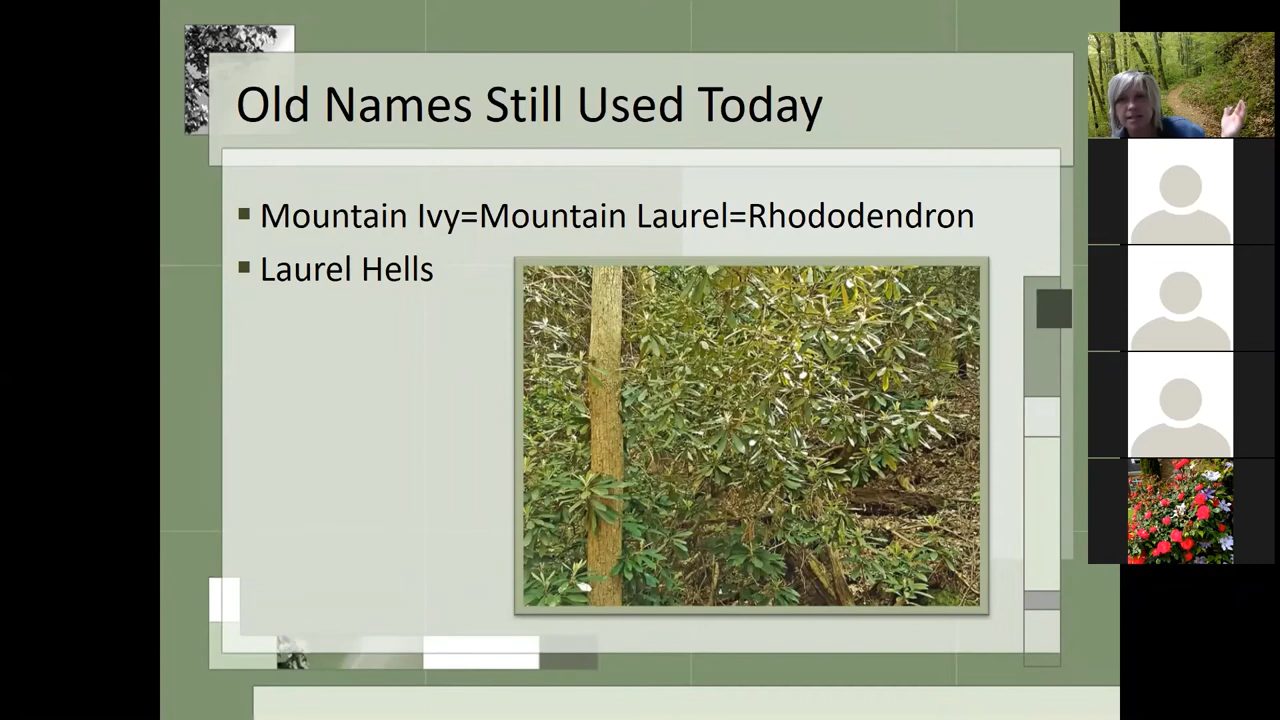 Old Names Still Used Today
Mountain Ivy=Mountain Laurel=Rhododendron
Laurel Hells